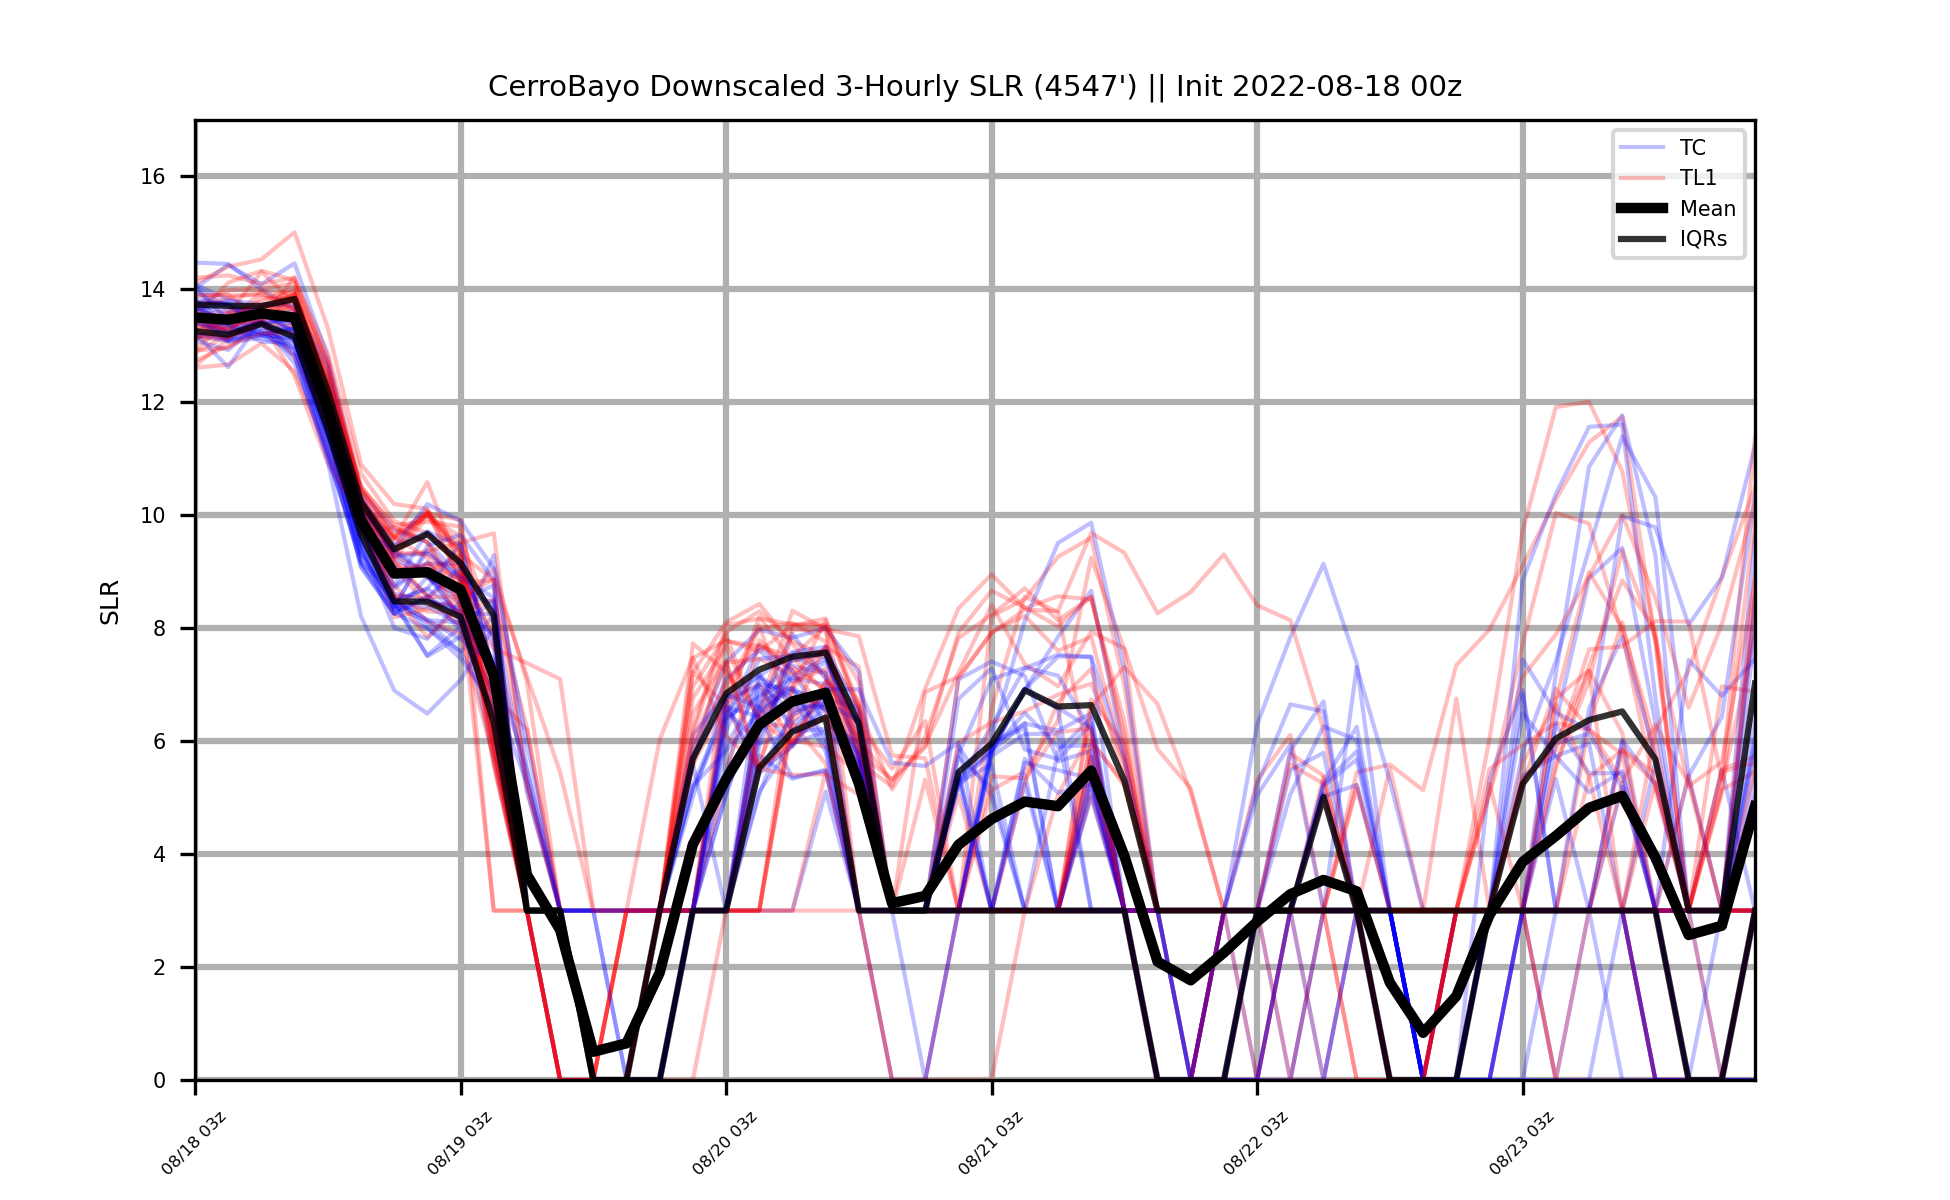 CerroBayo Downscaled 3-Hourly SLR (4547') || Init 2022-08-18 00z
TC
TL1
Mean
IQRs
SLR
16
14
12
10
8
6
4
2
0
08/18 03z
08/19 03z
08/20 03z
08/21 03z
08/22 03z
08/23 03z